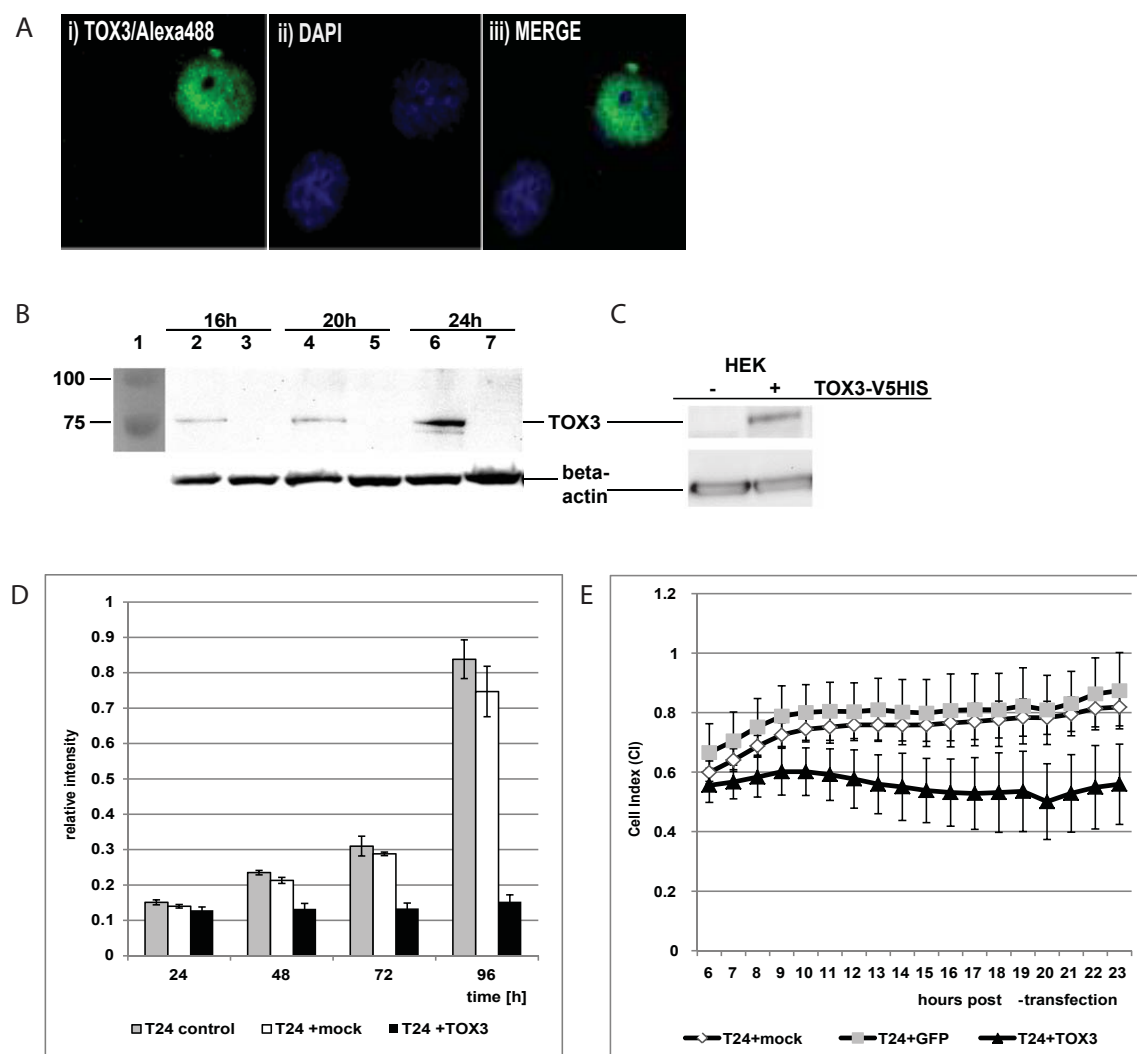 A
i) TOX3/Alexa488
ii) DAPI
iii) MERGE
B
16h
20h
24h
1
2
3
4
5
6
7
100
75
TOX3
beta-
actin
C
HEK
-
+
TOX3-V5HIS
D
1
0.9
0.8
0.7
0.6
0.5
0.4
0.3
0.2
0.1
0
relative intensity
24
48
72
96
time [h]
T24 control
T24 +mock
T24 +TOX3
E
1.2
1
0.8
0.6
0.4
0.2
0
Cell Index (CI)
6 7 8 9 10 11 12 13 14 15 16 17 18 19 20 21 22 23
hours post -transfection
T24+mock
T24+GFP
T24+TOX3